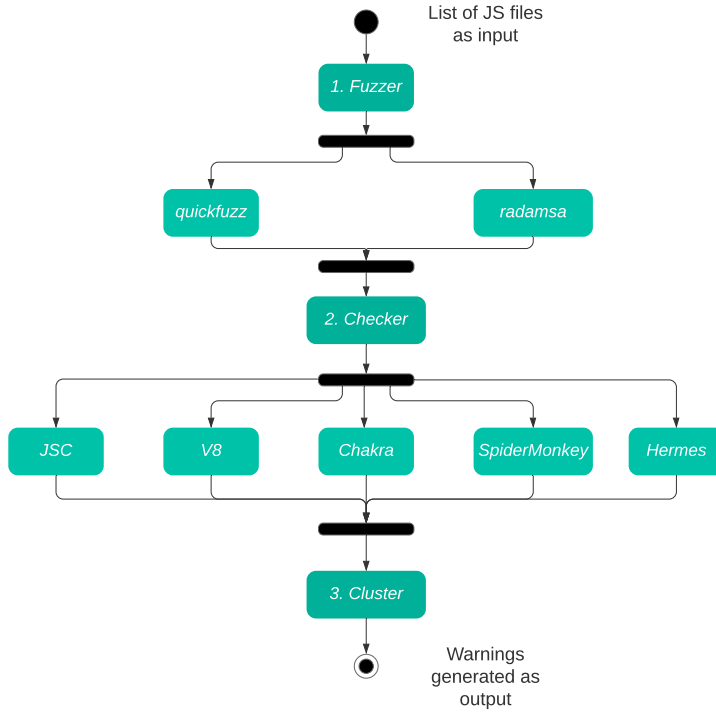 List of JS files
as input
1. Fuzzer
quickfuzz
radamsa
2. Checker
JSC
V8
Chakra
SpiderMonkey
Hermes
3. Cluster
Warnings
generated as
output